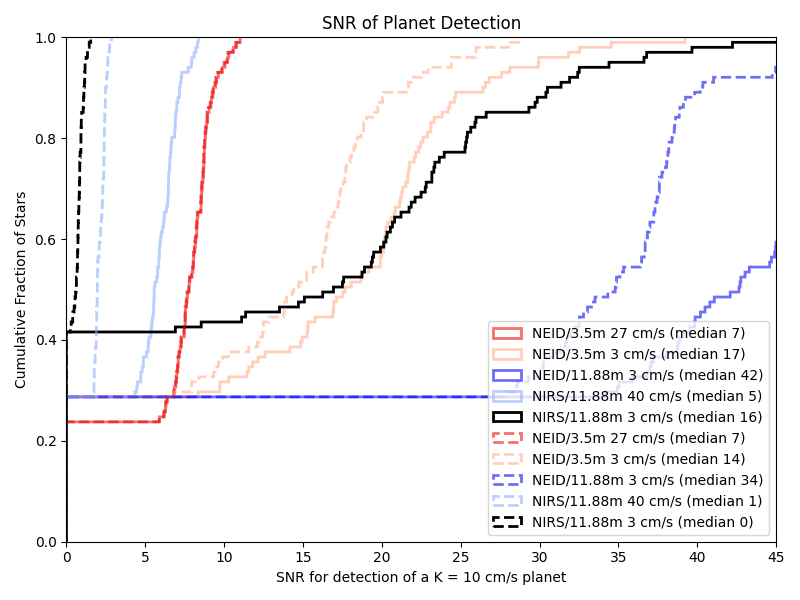 SNR of Planet Detection
1.0
0.8
0.6
0.4
0.2
0.0
Cumulative Fraction of Stars
NEID/3.5m 27 cm/s (median 7)
NEID/3.5m 3 cm/s (median 17)
NEID/11.88m 3 cm/s (median 42)
NIRS/11.88m 40 cm/s (median 5)
NIRS/11.88m 3 cm/s (median 16)
NEID/3.5m 27 cm/s (median 7)
NEID/3.5m 3 cm/s (median 14)
NEID/11.88m 3 cm/s (median 34)
NIRS/11.88m 40 cm/s (median 1)
NIRS/11.88m 3 cm/s (median 0)
0 5 10 15 20 25 30 35 40 45
SNR for detection of a K = 10 cm/s planet